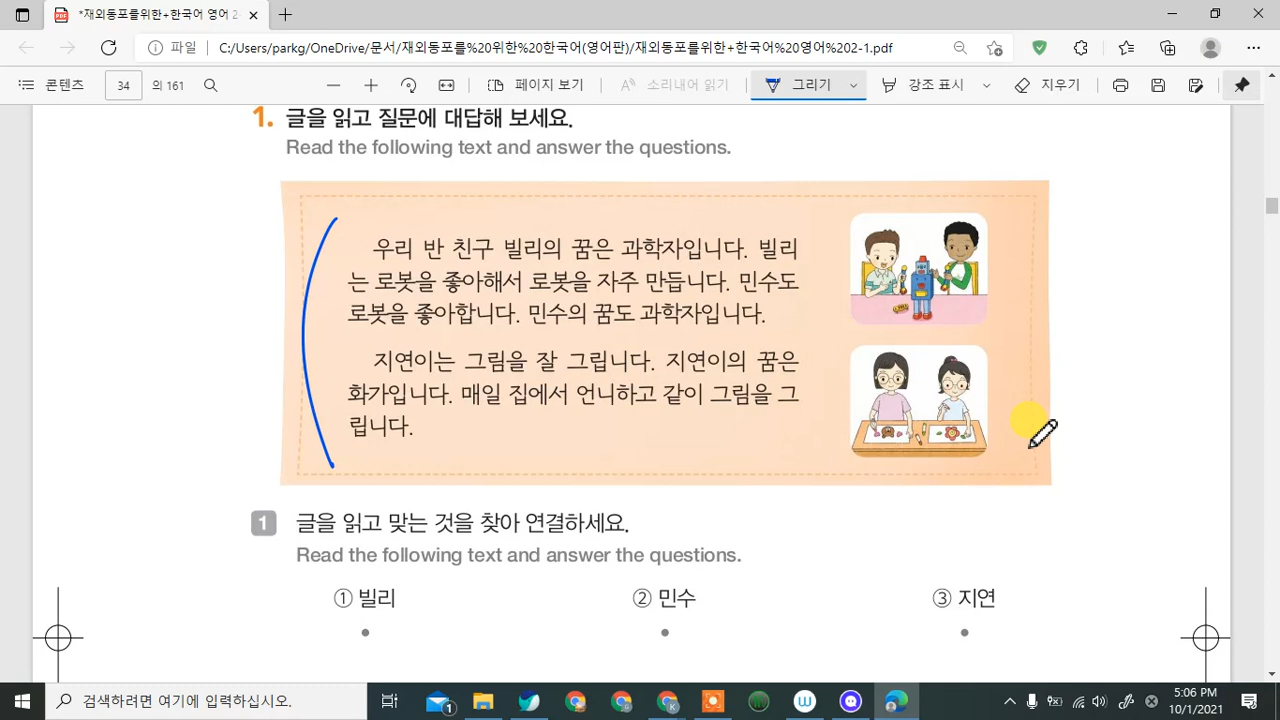 *재외동포를위한+한국어 영어 2-
파일
C:/Users/parkg/OneDrive/문서/재외동포를%20위한%20한국어(영어판)/재외동포를위한+한국어%20영어%202-1.pdf
콘텐츠
34
의 161
페이지 보기
소리내어 읽기
그리기
강조 표시
지우기
1. 글을 읽고 질문에 대답해 보세요.
Read the following text and answer the questions.
우리 반 친구 빌리의 꿈은 과학자입니다. 빌리
는 로봇을 좋아해서 로봇을 자주 만듭니다. 민수도
로봇을 좋아합니다. 민수의 꿈도 과학자입니다.
지연이는 그림을 잘 그립니다. 지연이의 꿈은
화가입니다. 매일 집에서 언니하고 같이 그림을 그
립니다.
1 글을 읽고 맞는 것을 찾아 연결하세요.
Read the following text and answer the questions.
① 빌리
② 민수
③ 지연
검색하려면 여기에 입력하십시오.
1
5:06 PM
10/1/2021